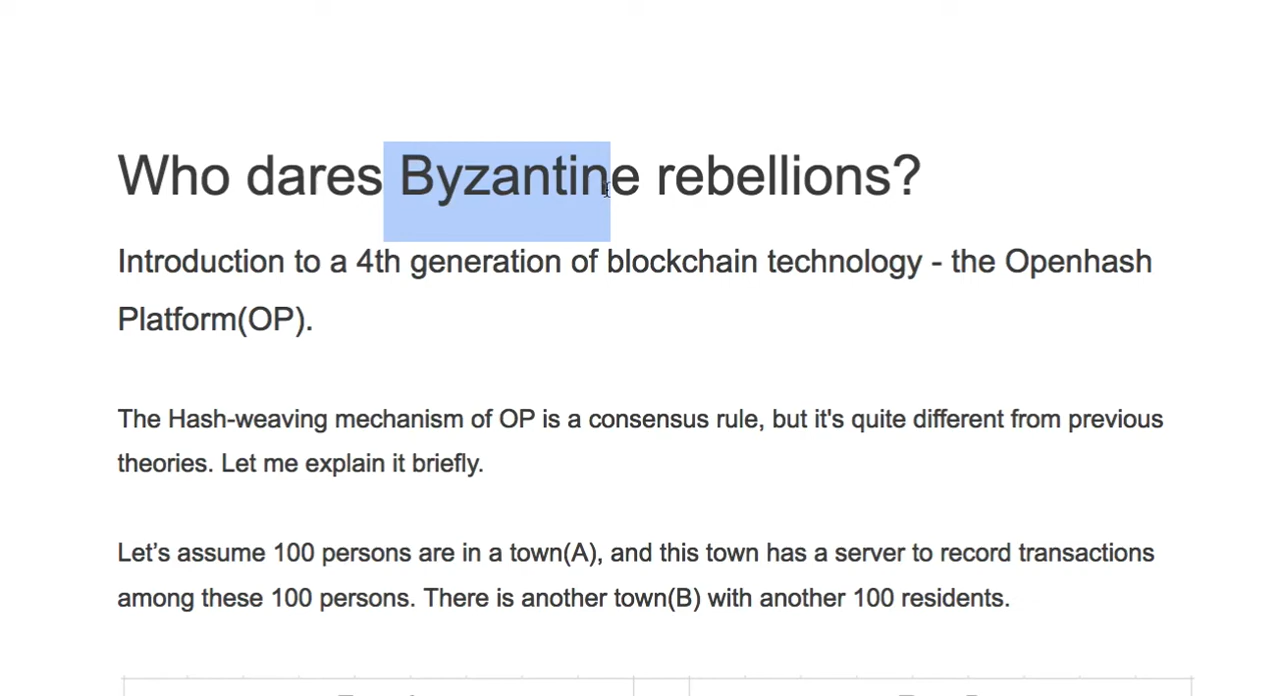 Who dares Byzantine rebellions?
Introduction to a 4th generation of blockchain technology - the Openhash
Platform(OP).
The Hash-weaving mechanism of OP is a consensus rule, but it's quite different from previous
theories. Let me explain it briefly.
Let’s assume 100 persons are in a town(A), and this town has a server to record transactions
among these 100 persons. There is another town(B) with another 100 residents.